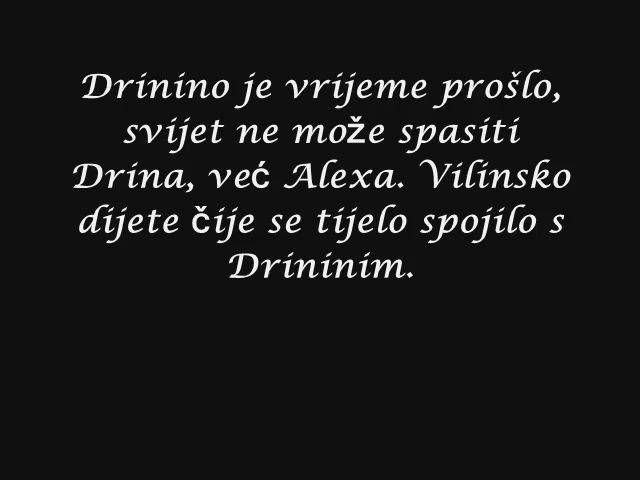 Drinino je vrijeme prošlo,
svijet ne može spasiti
Drina, već Alexa. Vilinsko
dijete čije se tijelo spojilo s
Drininim.